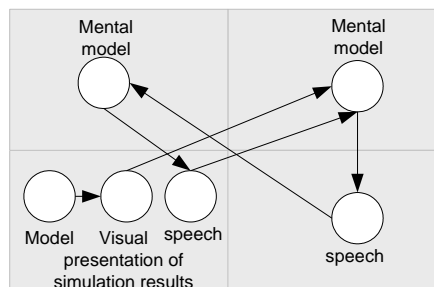 Mental
model
Mental
model
Model
Visual
presentation of
simulation results
speech
speech